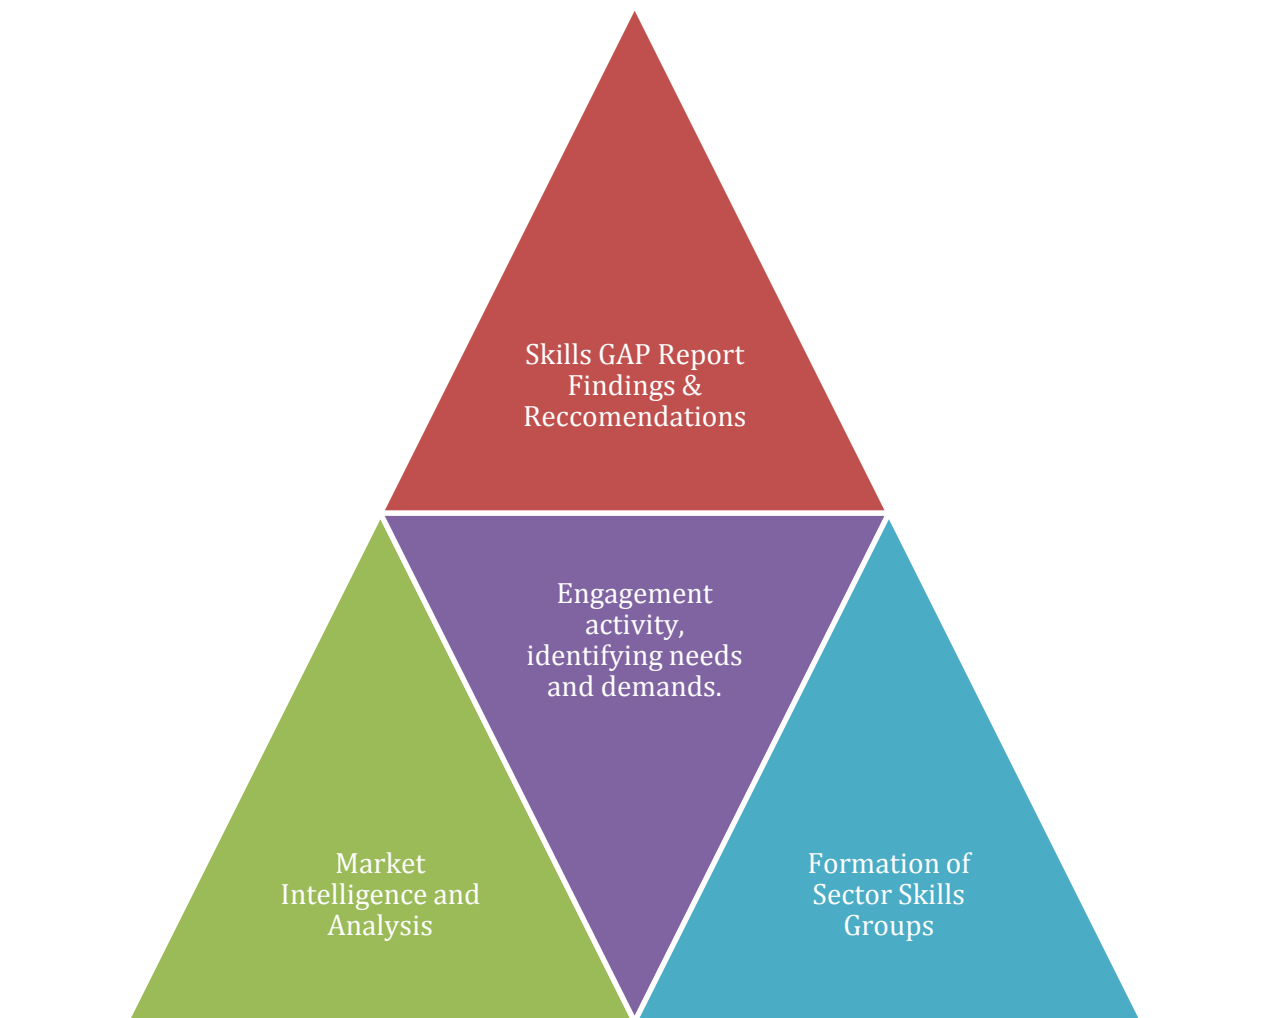 Skills GAP Report
Findings &
Reccomendations
Engagement
activity,
identifying needs
and demands.
Market
Intelligence and
Analysis
Formation of
Sector Skills
Groups